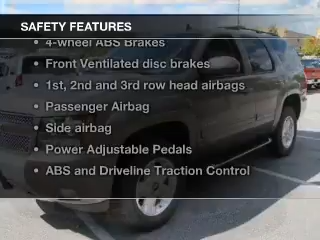 SAFETY FEATURES
• 4-wheel ABS Brakes
• Front Ventilated disc brakes
• 1st, 2nd and 3rd row head airbags
• Passenger Airbag
• Side airbag
• Power Adjustable Pedals
• ABS and Driveline Traction Control